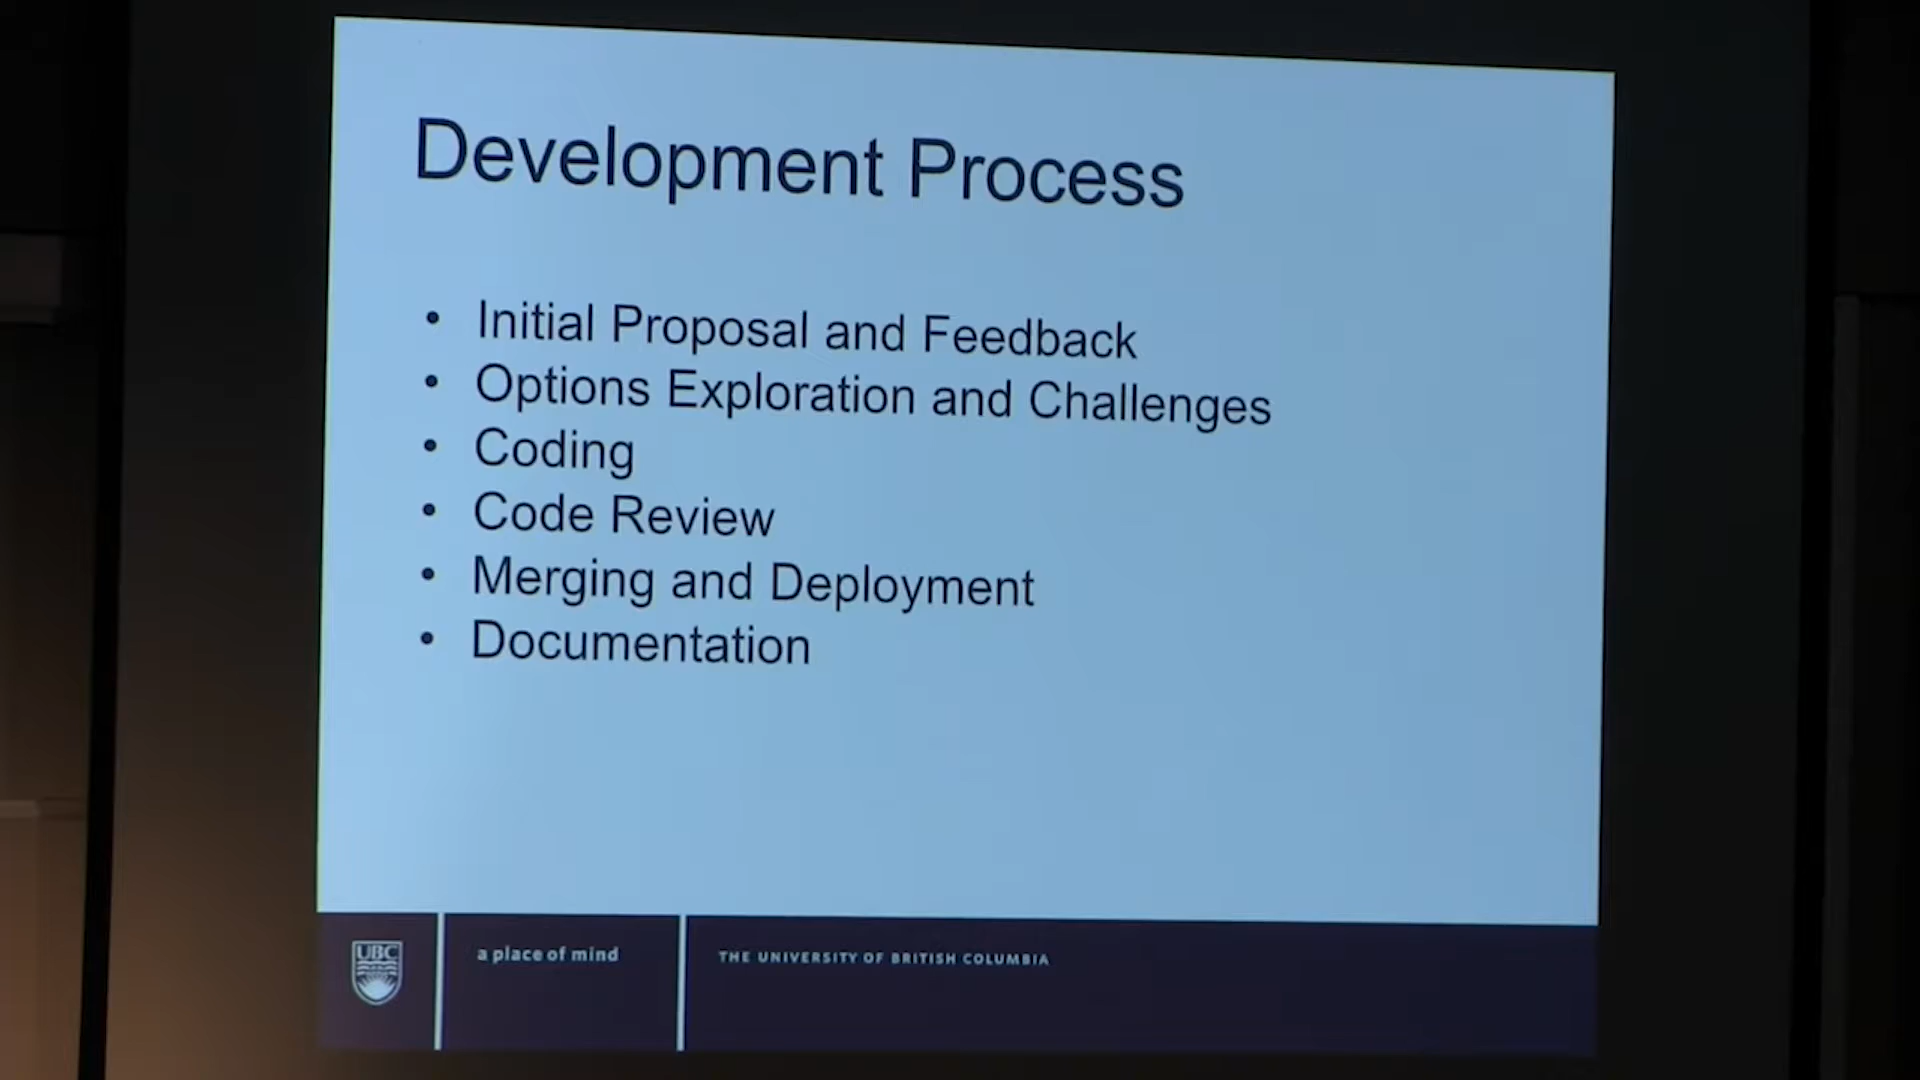 Development Process
• Initial Proposal and Feedback
• Options Exploration and Challenges
• Coding
• Code Review
• Merging and Deployment
• Documentation
UBC
a place of mind
THE UNIVERSITY OF BRITISH COLUMBIA